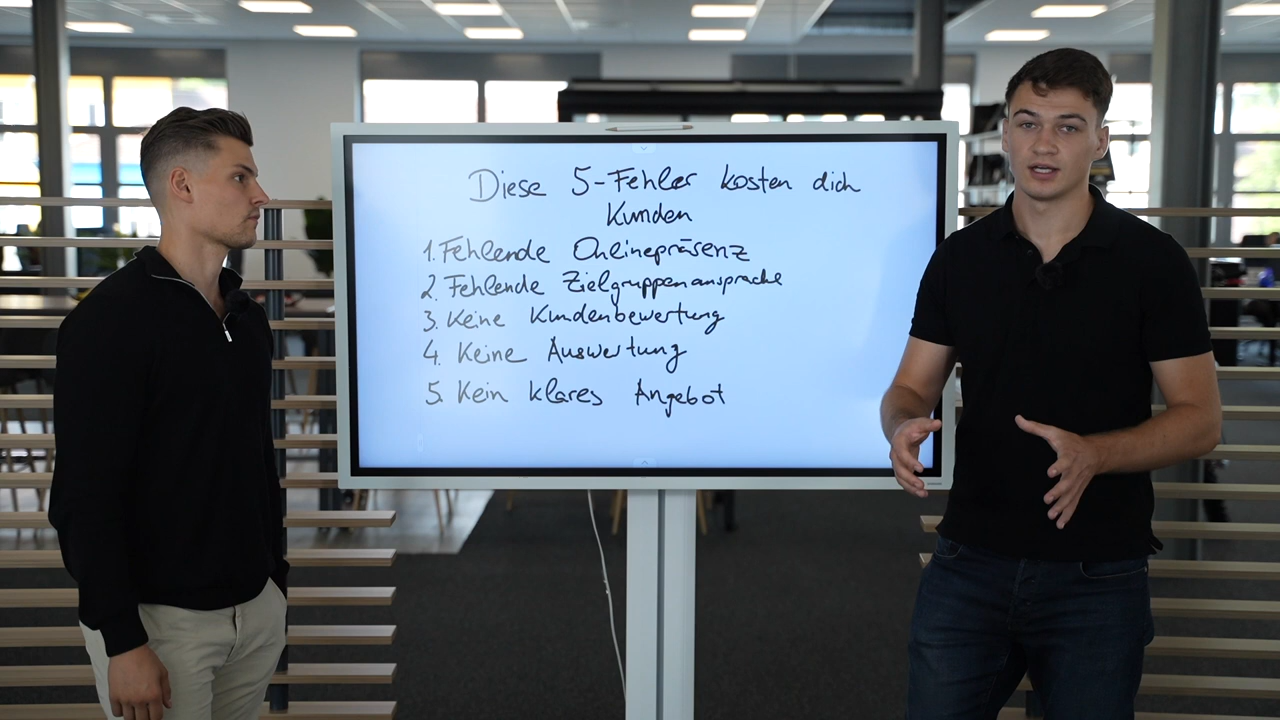 Diese 5-Fehler kosten dich
Kunden
1. Fehlende Onlinepräsenz
2. Fehlende Zielgruppenansprache
3. Keine Kundenbewertung
4. Keine Auswertung
5. Kein klares Angebot